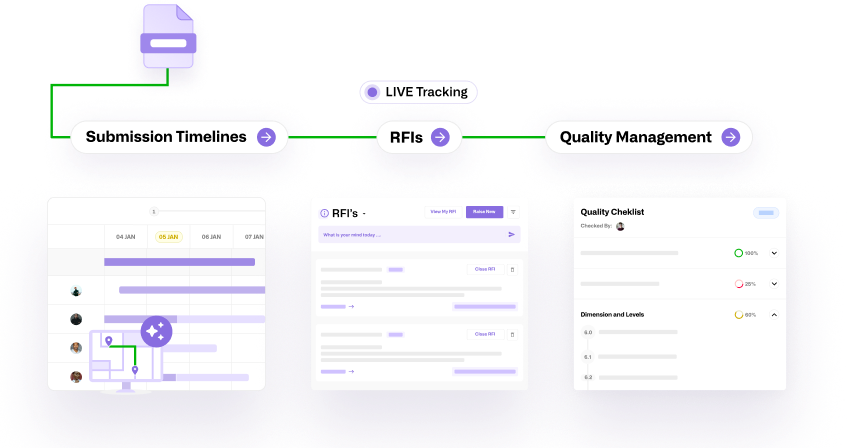 LIVE Tracking
Submission Timelines
RFIs
Quality Management
1
04 JAN
05 JAN
06 JAN
07 JAN
RFI's
View My RFI
Raise New
What is your mind today ...
Close RFI
Close RFI
Quality Cheklist
Checked By:
100%
25%
Dimension and Levels
60%
6.0
6.1
6.2